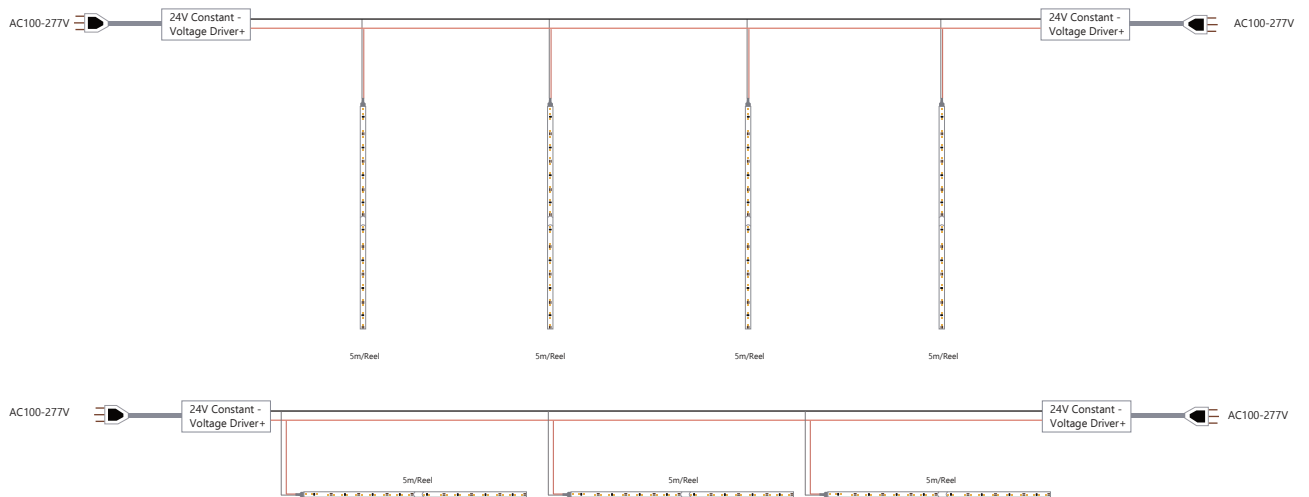 AC100-277V
24V Constant -
Voltage Driver+
24V Constant -
Voltage Driver+
AC100-277V
5m/Reel
5m/Reel
5m/Reel
5m/Reel
AC100-277V
24V Constant -
Voltage Driver+
24V Constant -
Voltage Driver+
AC100-277V
5m/Reel
5m/Reel
5m/Reel